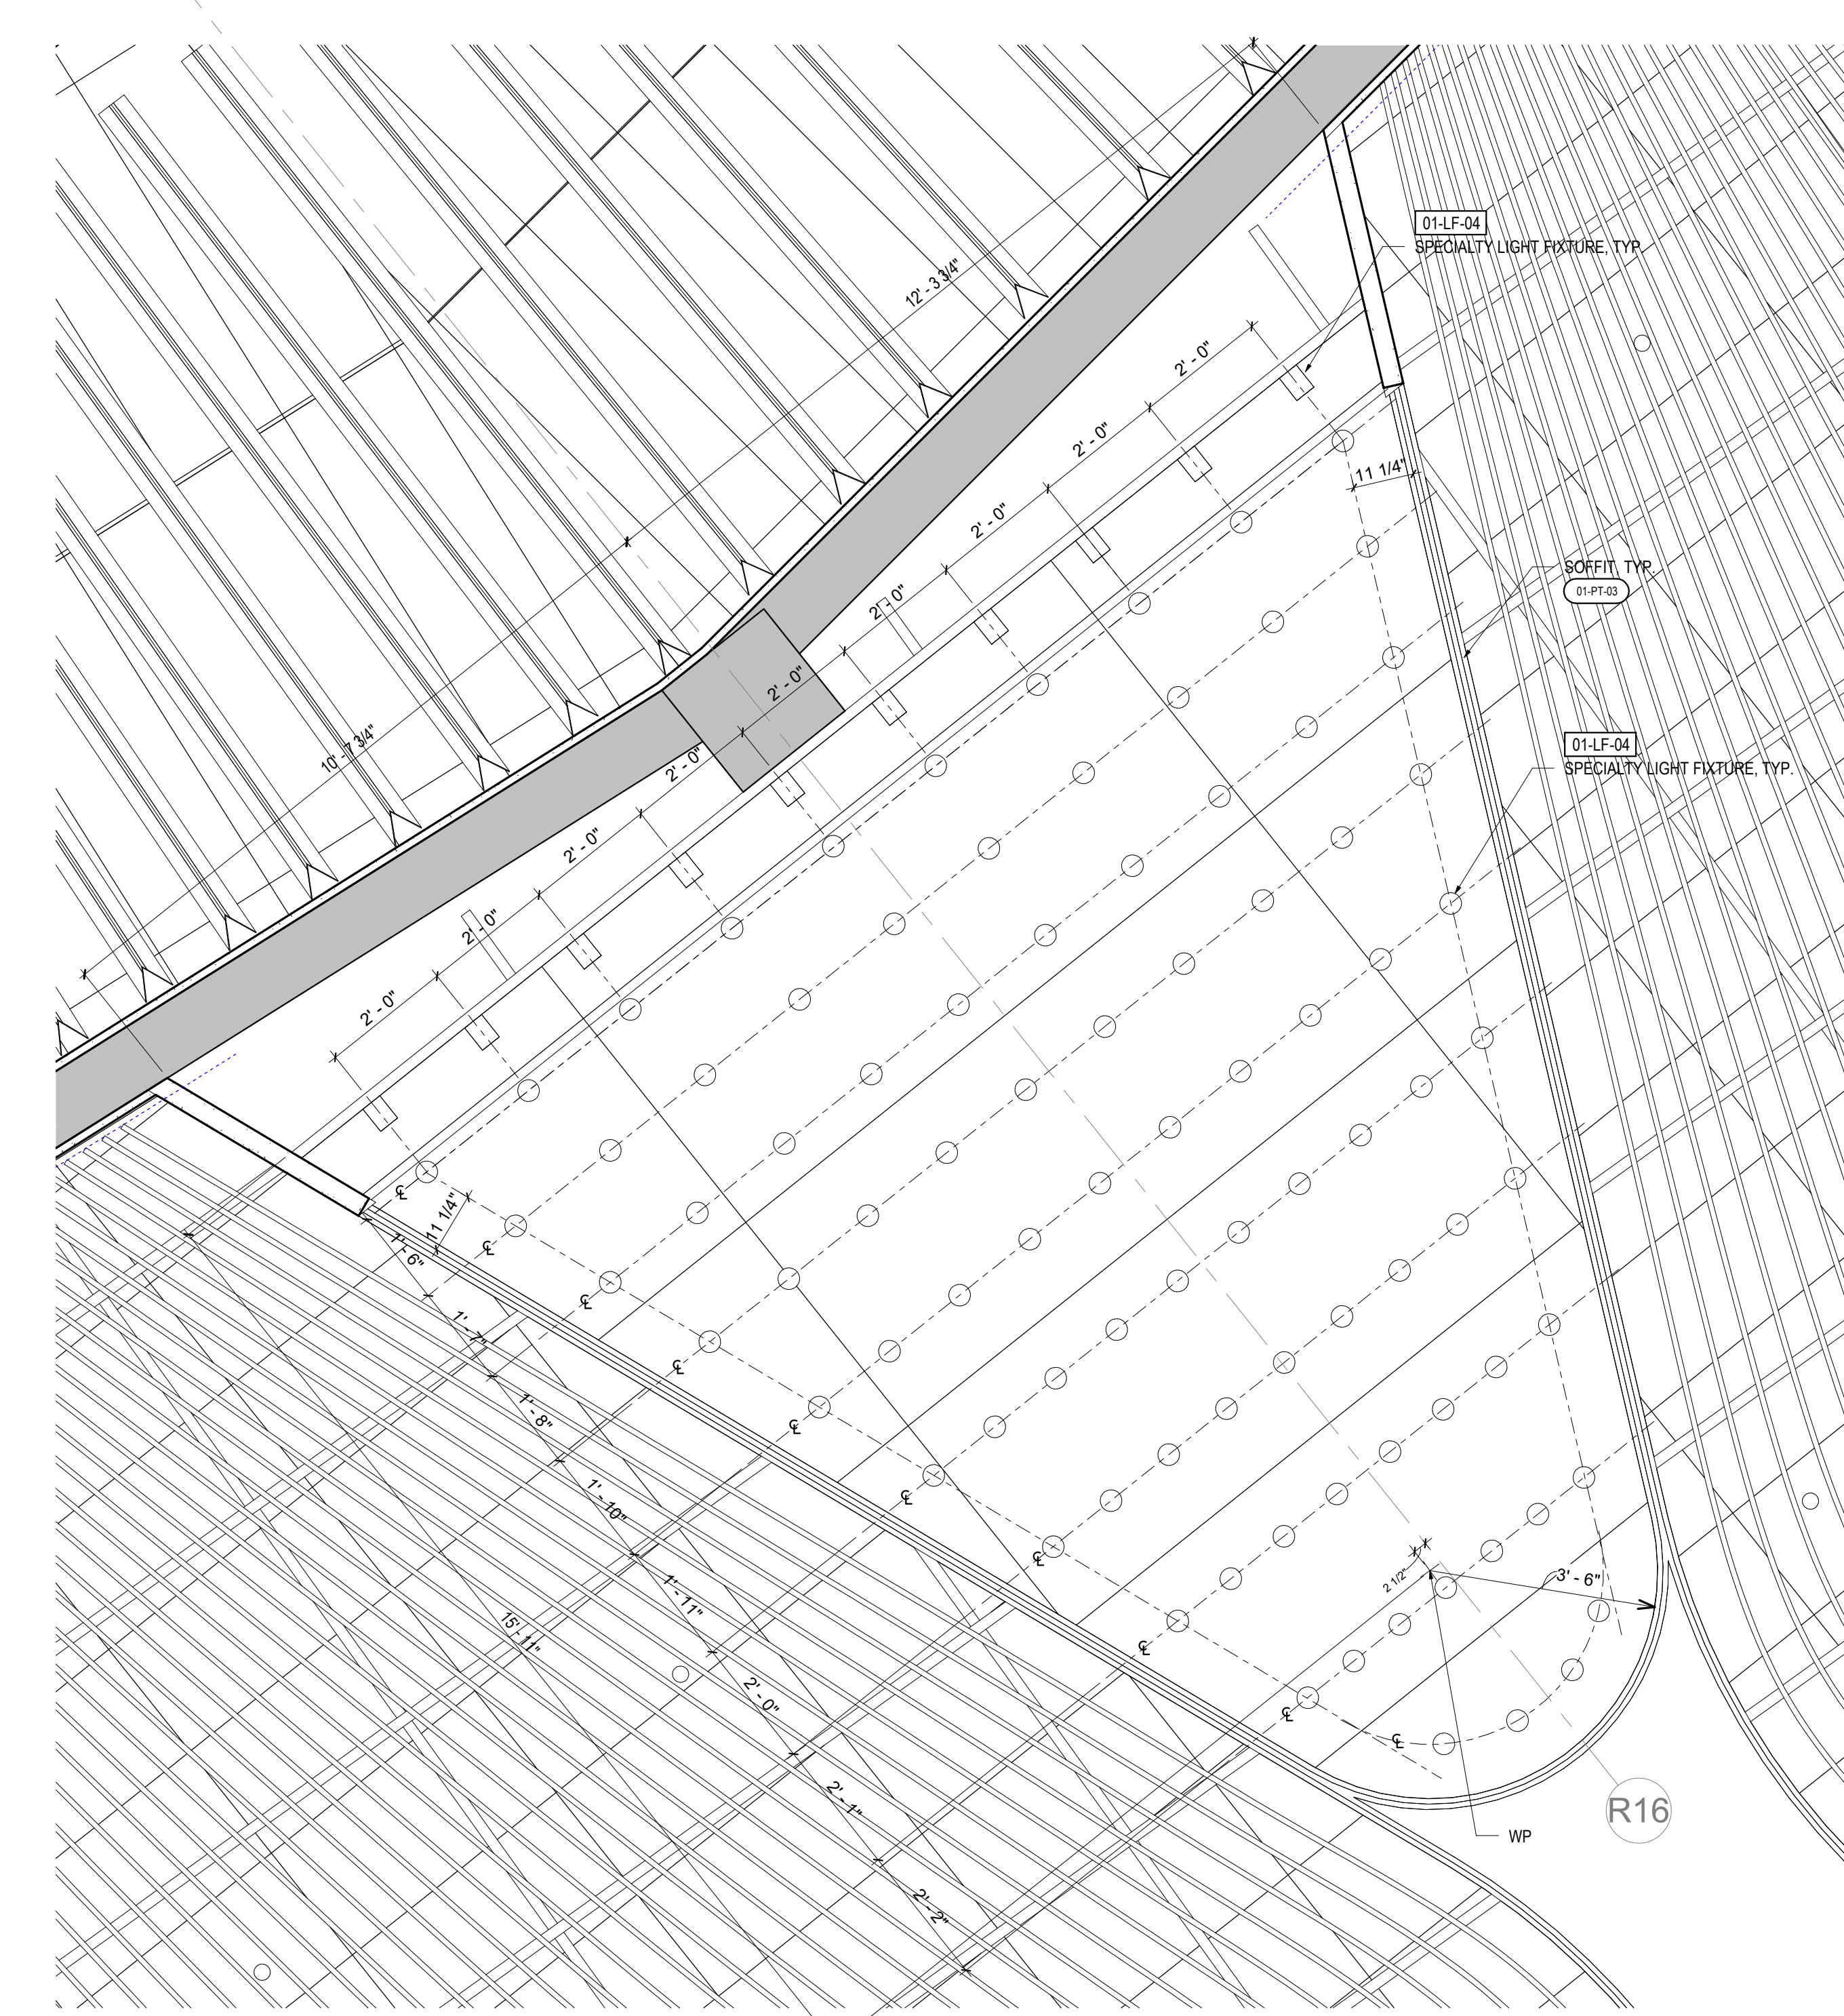 12' - 3 3/4"
01-LF-04
SPECIALTY LIGHT FIXTURE, TYP.
2' - 0"
2' - 0"
2' - 0"
2' - 0"
2' - 0"
2' - 0"
2' - 0"
2' - 0"
2' - 0"
11 1/4"
SOFFIT, TYP.
01-PT-03
10' - 7 3/4"
01-LF-04
SPECIALTY LIGHT FIXTURE, TYP.
℄
11 1/4"
1' - 6"
℄
℄
1' - 7"
℄
1' - 8"
℄
1' - 10"
℄
1' - 11"
℄
15' - 11"
2 1/2"
3' - 6"
2' - 0"
℄
℄
℄
2' - 1"
R16
WP
2' - 2"